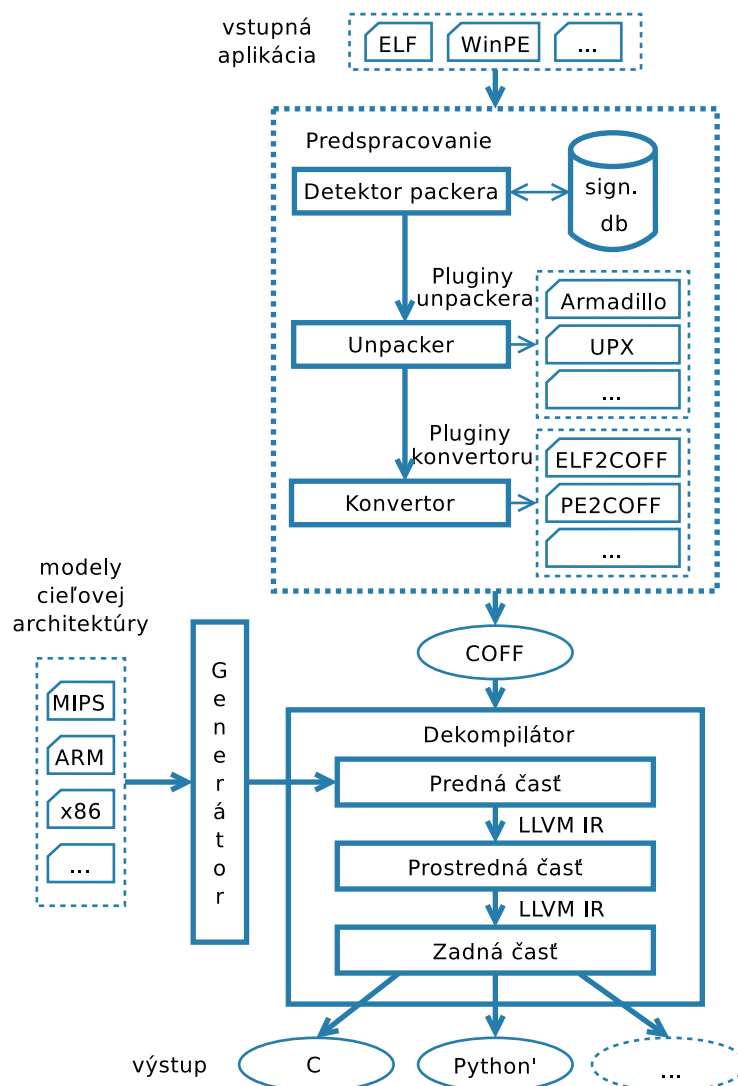 vstupná
aplikácia
ELF
WinPE
...
Predspracovanie
Detektor packera
sign.
db
Pluginy
unpackera
Armadillo
Unpacker
UPX
...
Pluginy
konvertoru
ELF2COFF
Konvertor
PE2COFF
...
modely
cieľovej
architektúry
COFF
MIPS
ARM
x86
...
Generátor
Dekompilátor
Predná časť
LLVM IR
Prostredná časť
LLVM IR
Zadná časť
výstup
C
Python'
...